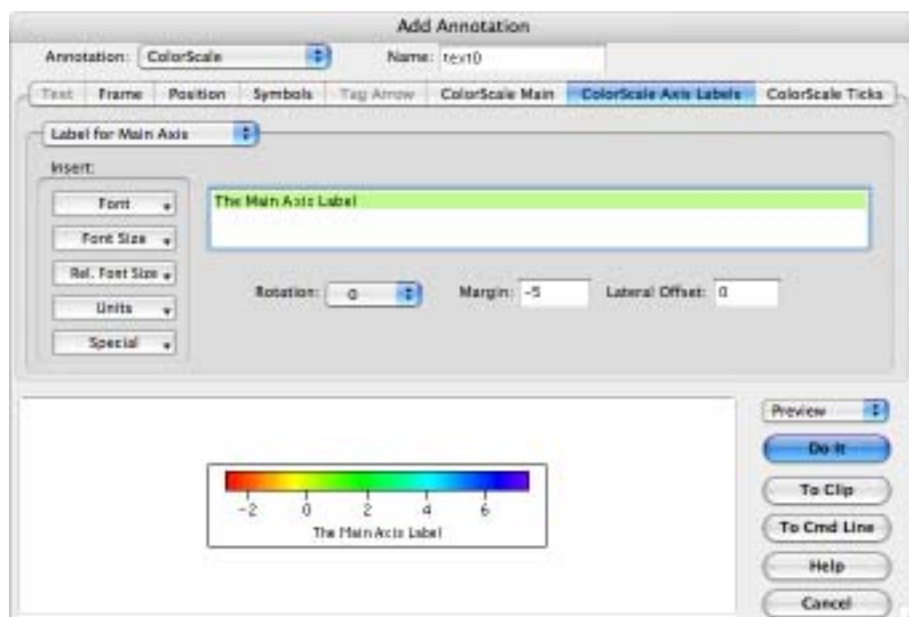 Add Annotation
Annotation: ColorScale Name: text0
Text Frame Position Symbols Tag Arrow ColorScale Main ColorScale Axis Labels ColorScale Ticks
Label for Main Axis
Insert:
Font
The Main Axis Label
Font Size
Rel. Font Size
Rotation: 0 Margin: -5 Lateral Offset: 0
Units
Special
Preview
Do It
-2 0 2 4 6
To Clip
The Main Axis Label
To Cmd Line
Help
Cancel